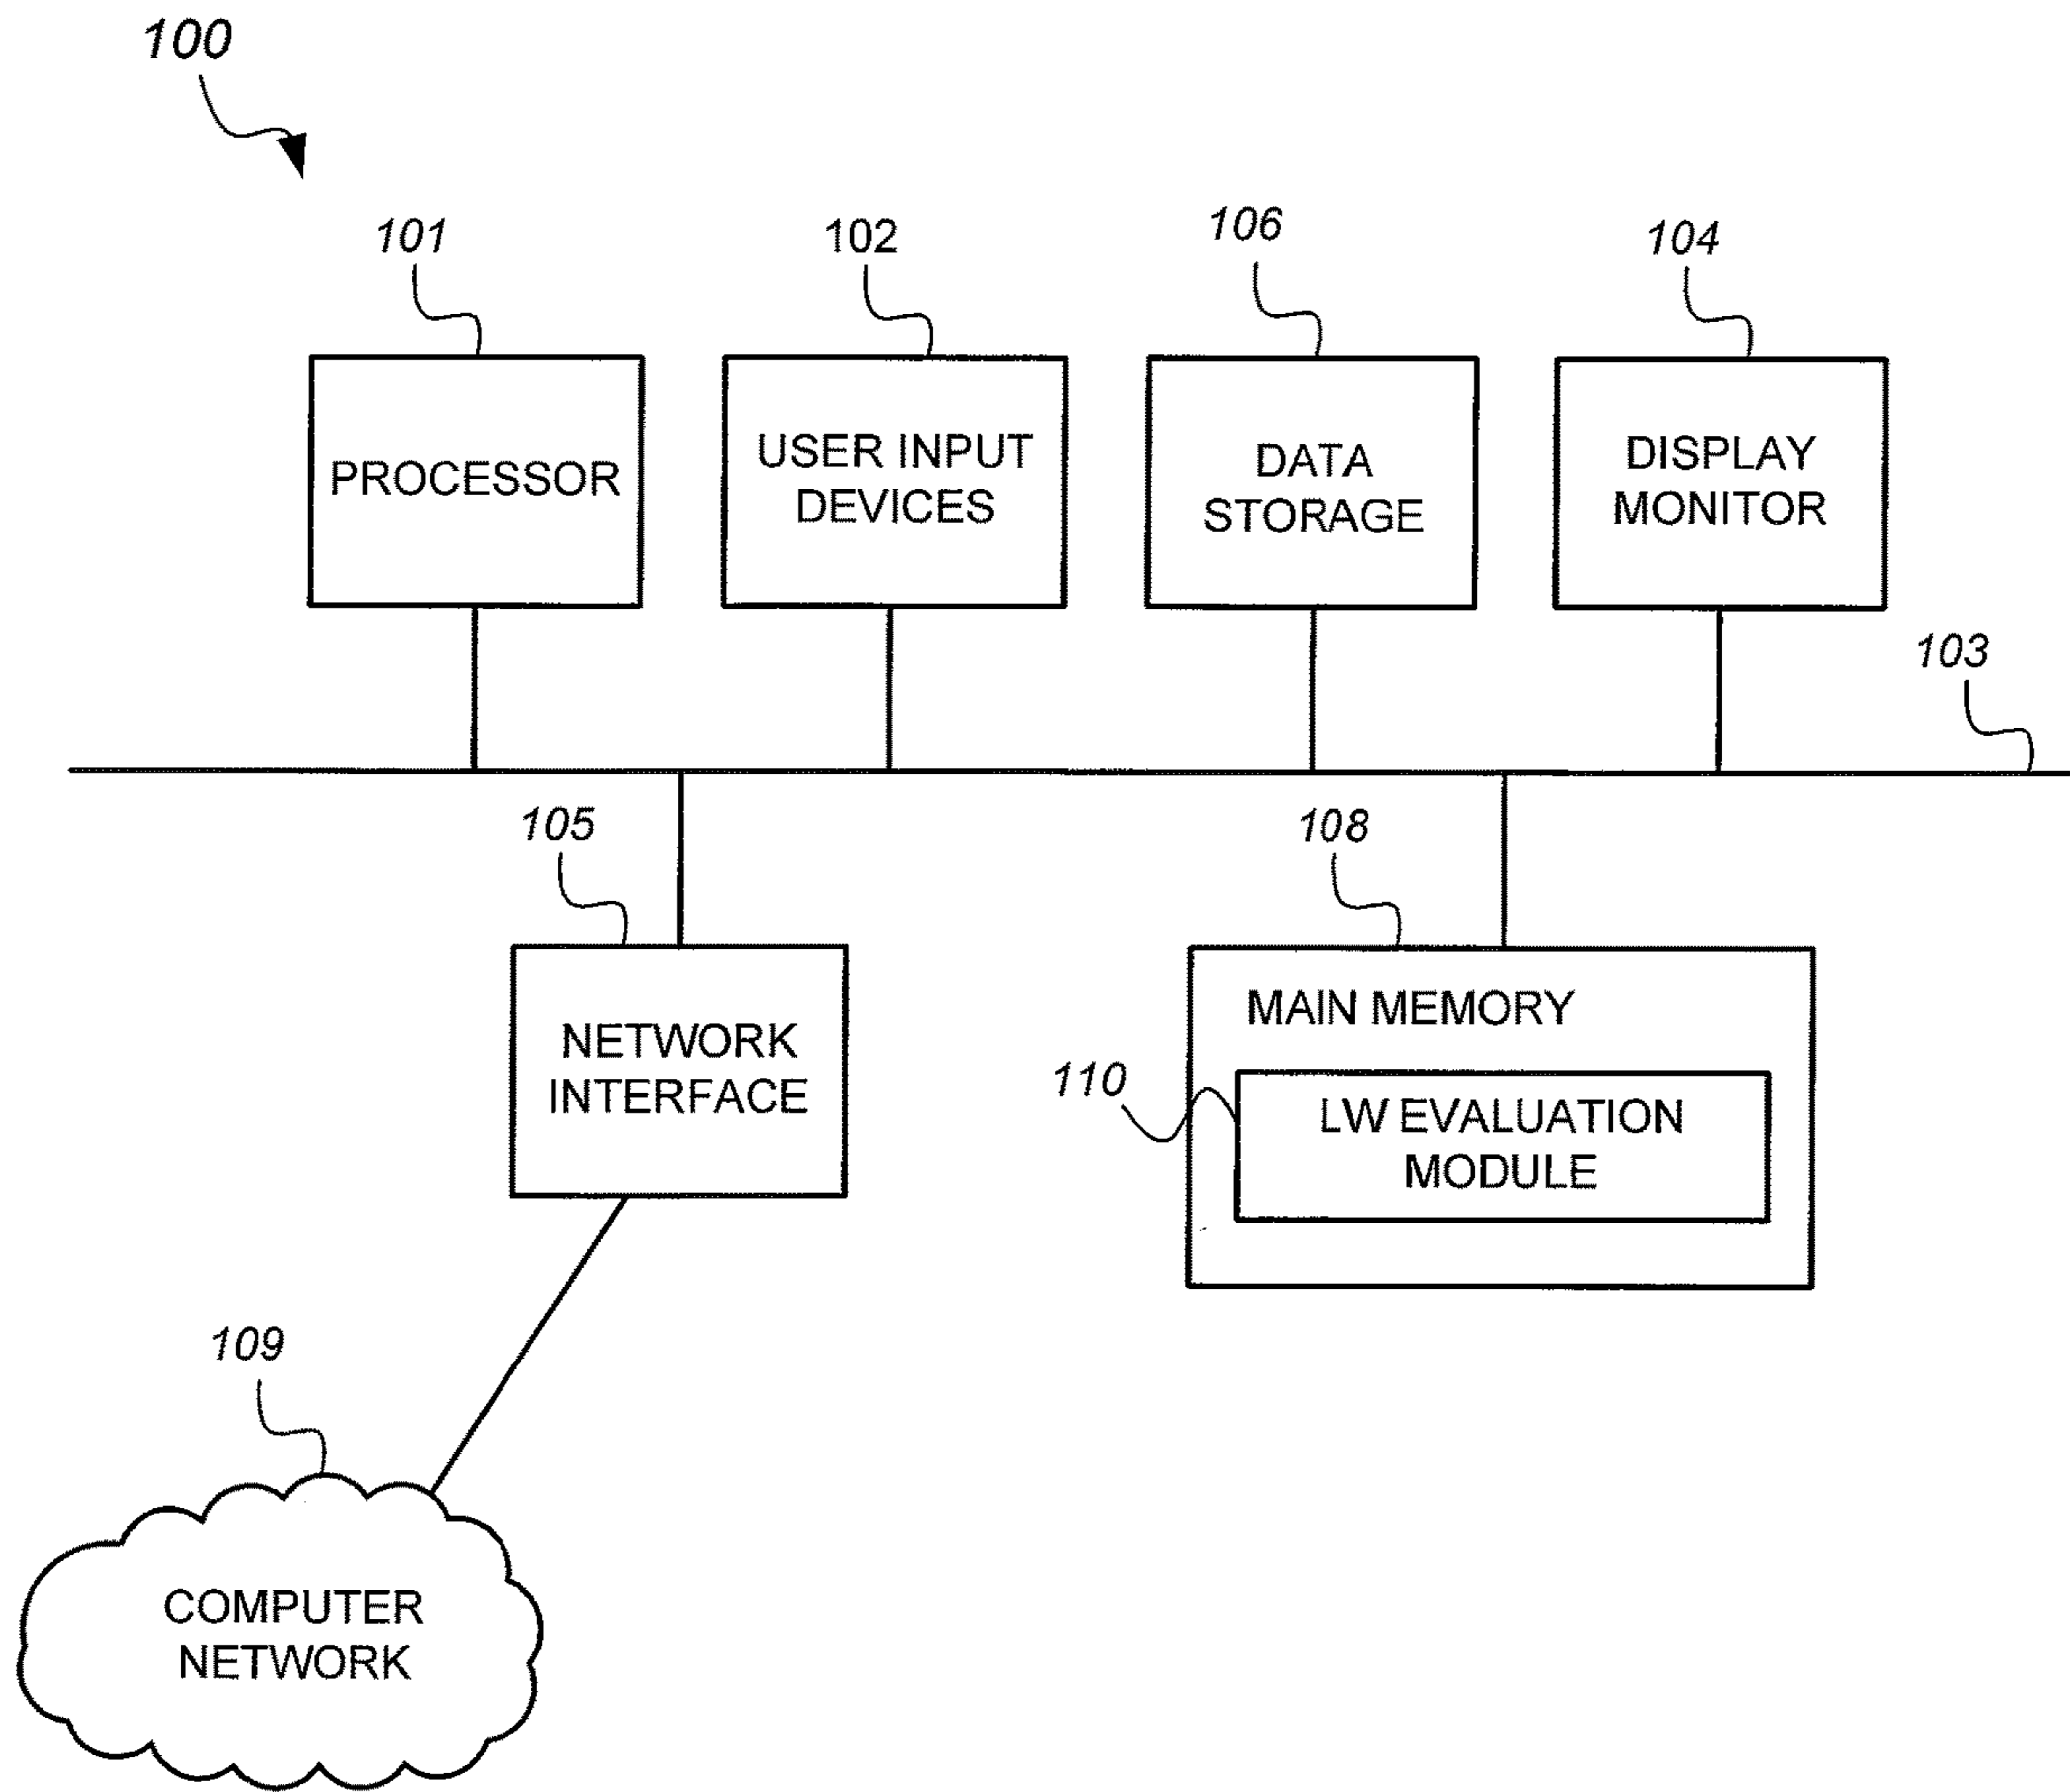 100
101
102
106
104
PROCESSOR
USER INPUT
DEVICES
DATA
STORAGE
DISPLAY
MONITOR
103
105
108
NETWORK
INTERFACE
MAIN MEMORY
110
LW EVALUATION
MODULE
109
COMPUTER
NETWORK